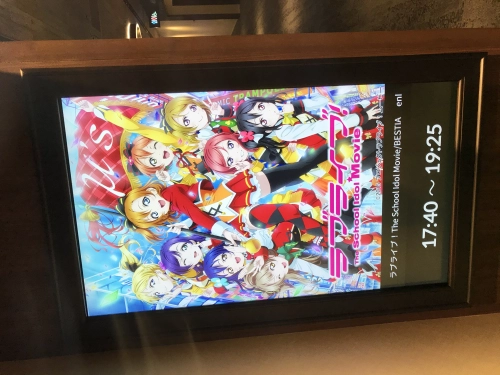 μ's
ラブライブ!
The School Idol Movie
ラブライブ！The School Idol Movie/BESTIA enl
17:40 ～ 19:25